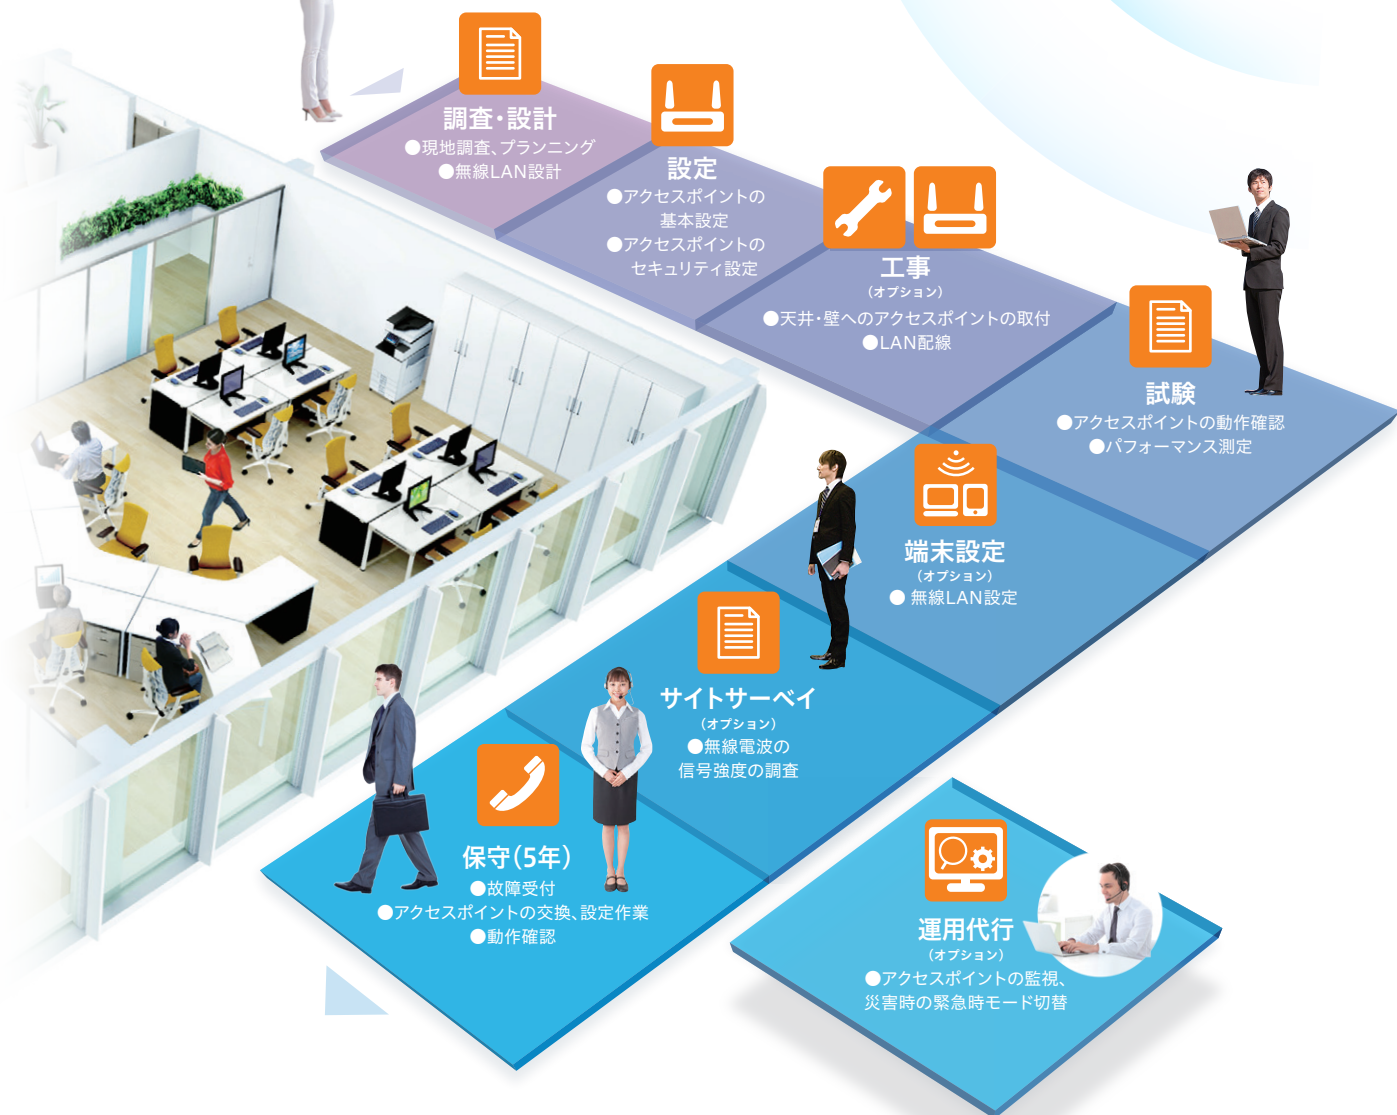 調査・設計
●現地調査、プランニング
●無線LAN設計
設定
●アクセスポイントの
基本設定
●アクセスポイントの
セキュリティ設定
工事
（オプション）
●天井・壁へのアクセスポイントの取付
●LAN配線
試験
●アクセスポイントの動作確認
●パフォーマンス測定
端末設定
（オプション）
● 無線LAN設定
サイトサーベイ
（オプション）
●無線電波の
信号強度の調査
保守（5年）
●故障受付
●アクセスポイントの交換、設定作業
●動作確認
運用代行
（オプション）
●アクセスポイントの監視、
災害時の緊急時モード切替